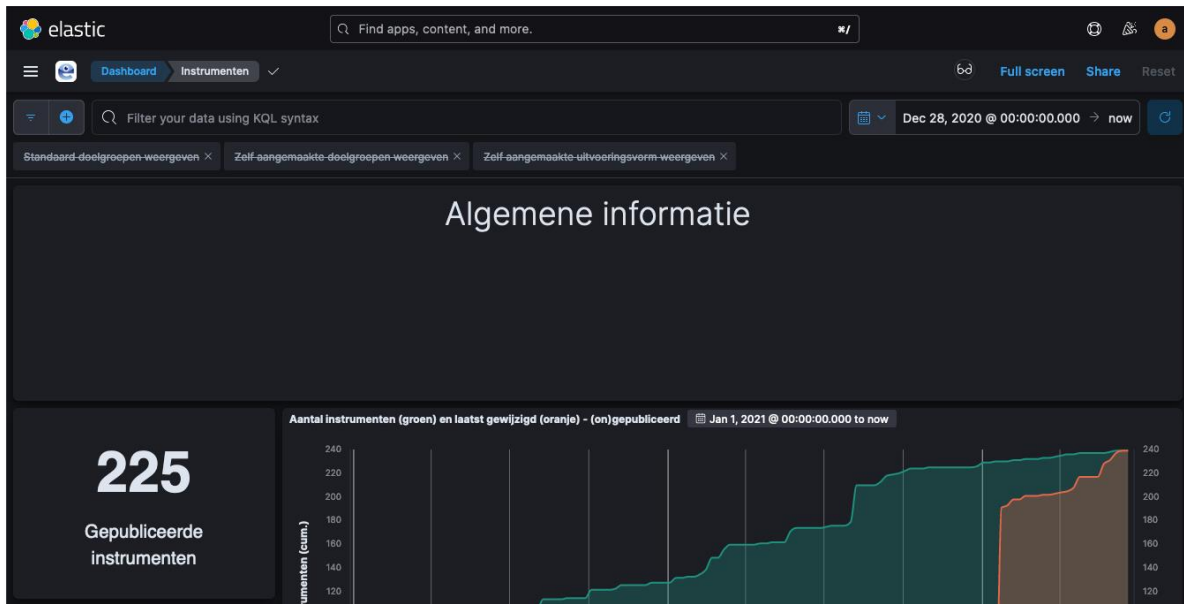 elastic
Find apps, content, and more.
⌘/
a
Dashboard
Instrumenten
Full screen
Share
Reset
Filter your data using KQL syntax
Dec 28, 2020 @ 00:00:00.000 → now
Standaard doelgroepen weergeven ×
Zelf aangemaakte doelgroepen weergeven ×
Zelf aangemaakte uitvoeringsvorm weergeven ×
Algemene informatie
225
Gepubliceerde
instrumenten
Aantal instrumenten (groen) en laatst gewijzigd (oranje) - (on)gepubliceerd
Jan 1, 2021 @ 00:00:00.000 to now
240
220
200
180
160
140
120
rumenten (cum.)
240
220
200
180
160
140
120